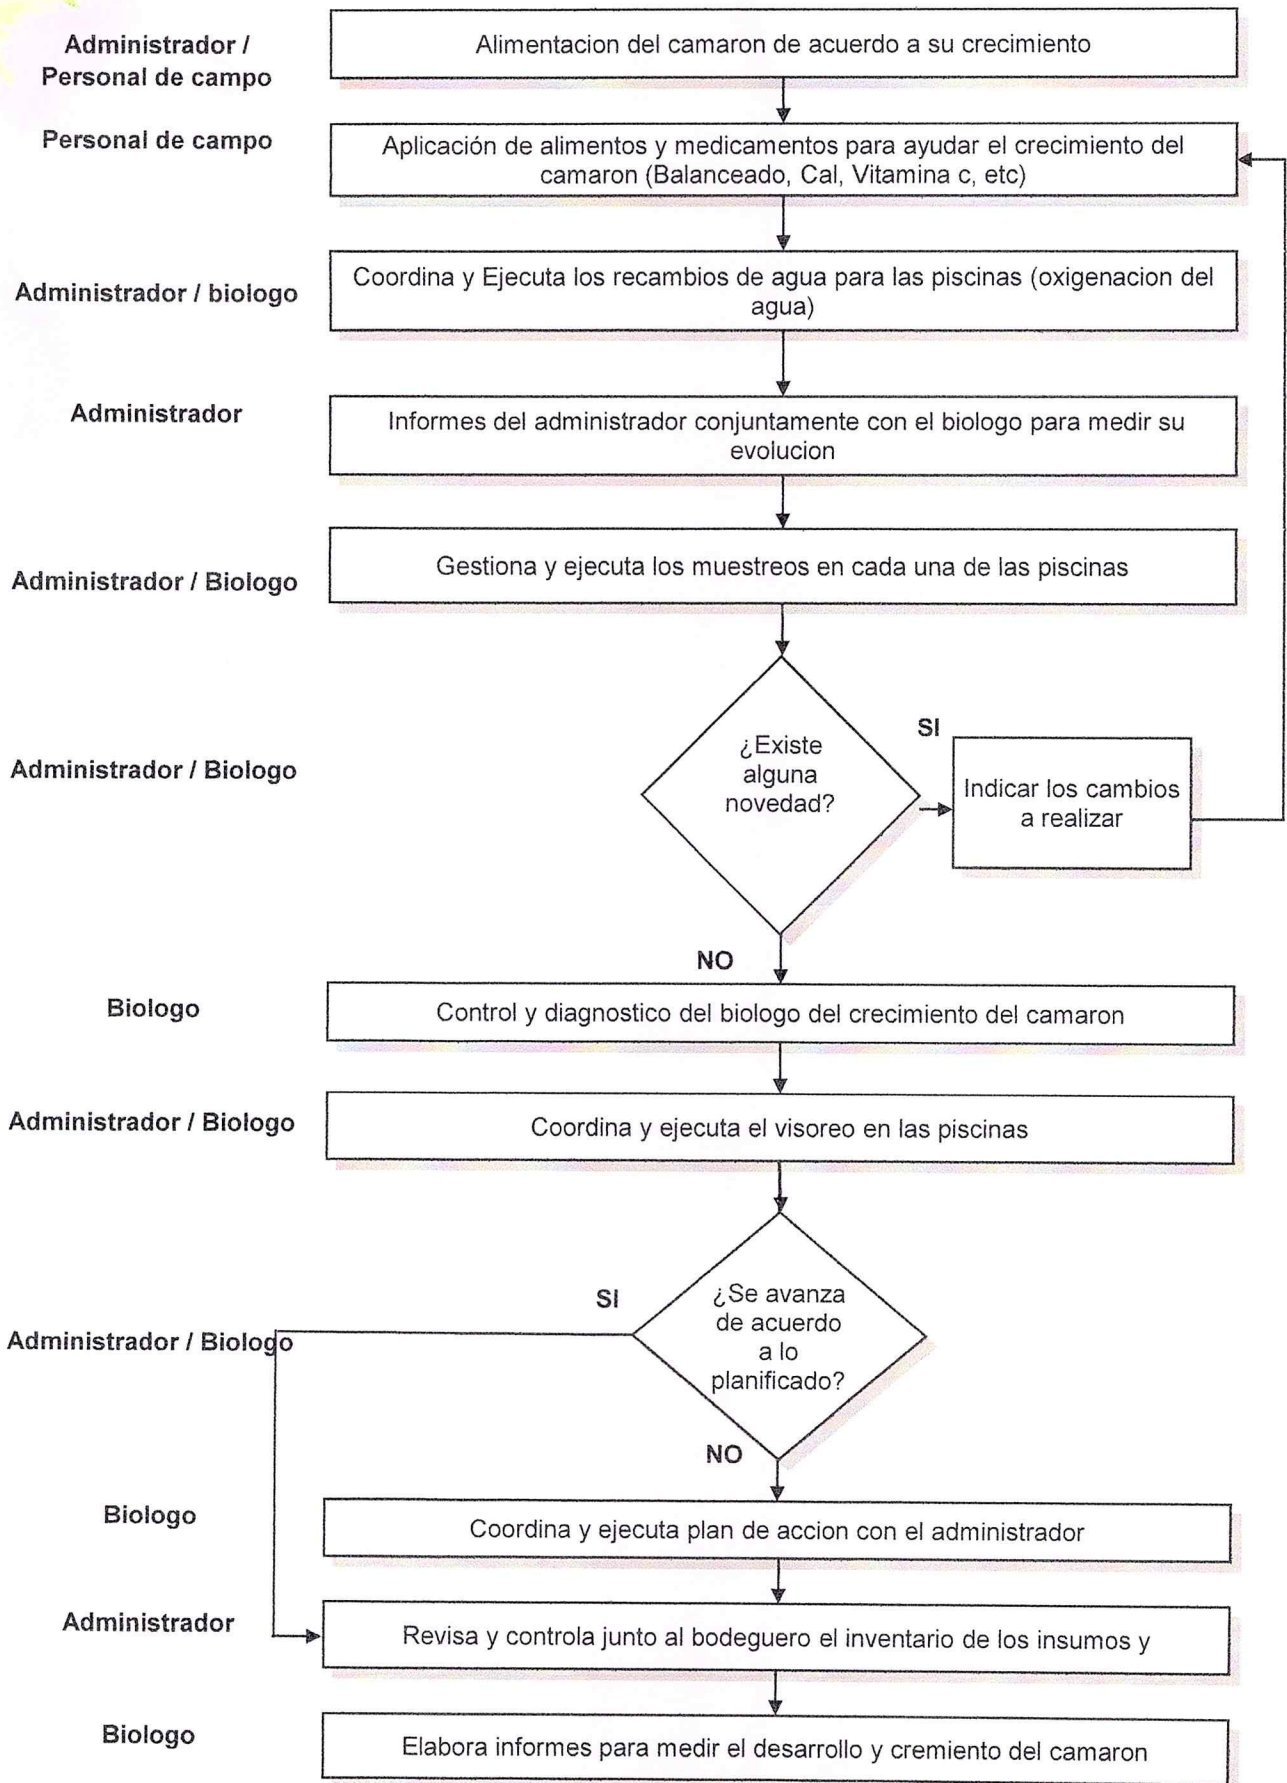 Administrador /
Personal de campo
Alimentacion del camaron de acuerdo a su crecimiento
Personal de campo
Aplicación de alimentos y medicamentos para ayudar el crecimiento del
camaron (Balanceado, Cal, Vitamina c, etc)
Administrador / biologo
Coordina y Ejecuta los recambios de agua para las piscinas (oxigenacion del
agua)
Administrador
Informes del administrador conjuntamente con el biologo para medir su
evolucion
Administrador / Biologo
Gestiona y ejecuta los muestreos en cada una de las piscinas
Administrador / Biologo
¿Existe
alguna
novedad?
SI
Indicar los cambios
a realizar
NO
Biologo
Control y diagnostico del biologo del crecimiento del camaron
Administrador / Biologo
Coordina y ejecuta el visoreo en las piscinas
Administrador / Biologo
SI
¿Se avanza
de acuerdo
a lo
planificado?
NO
Biologo
Coordina y ejecuta plan de accion con el administrador
Administrador
Revisa y controla junto al bodeguero el inventario de los insumos y
Biologo
Elabora informes para medir el desarrollo y cremiento del camaron